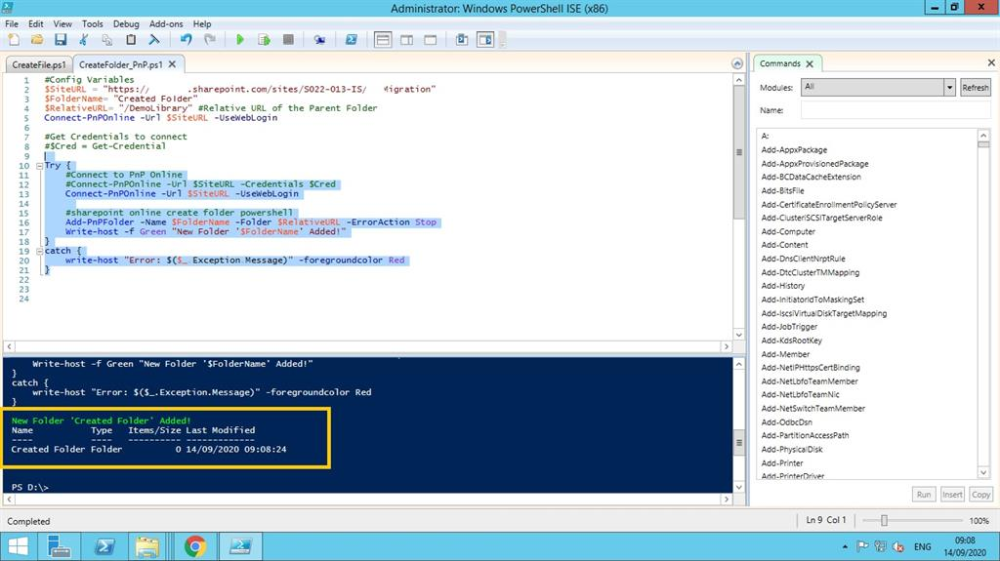 Administrator: Windows PowerShell ISE (x86)
File Edit View Tools Debug Add-ons Help
CreateFile.ps1 CreateFolder_PnP.ps1
1 #Config Variables
2 $SiteURL = "https:// .sharepoint.com/sites/SO22-O13-IS/ Migration"
3 $FolderName= "Created Folder"
4 $RelativeURL= "/DemoLibrary" #Relative URL of the Parent Folder
5 Connect-PnPOnline -Url $SiteURL -UseWebLogin
6
7 #Get Credentials to connect
8 #$Cred = Get-Credential
9
10 Try {
11 #Connect to PnP Online
12 #Connect-PnPOnline -Url $SiteURL -Credentials $Cred
13 Connect-PnPOnline -Url $SiteURL -UseWebLogin
14
15 #sharepoint online create folder powershell
16 Add-PnPFolder -Name $FolderName -Folder $RelativeURL -ErrorAction Stop
17 Write-host -f Green "New Folder '$FolderName' Added!"
18 }
19 catch {
20 write-host "Error: $($_.Exception.Message)" -foregroundcolor Red
21 }
22
23
24
Write-host -f Green "New Folder '$FolderName' Added!"
}
catch {
write-host "Error: $($_.Exception.Message)" -foregroundcolor Red
}
New Folder 'Created Folder' Added!
Name Type Items/Size Last Modified
---- ---- ---------- -------------
Created Folder Folder 0 14/09/2020 09:08:24
PS D:\>
Commands
Modules: All Refresh
Name:
A:
Add-AppxPackage
Add-AppxProvisionedPackage
Add-BCDataCacheExtension
Add-BitsFile
Add-CertificateEnrollmentPolicyServer
Add-ClusteriSCSITargetServerRole
Add-Computer
Add-Content
Add-DnsClientNrptRule
Add-DtcClusterTMMapping
Add-History
Add-InitiatorIdToMaskingSet
Add-IscsiVirtualDiskTargetMapping
Add-JobTrigger
Add-KdsRootKey
Add-Member
Add-NetIPHttpsCertBinding
Add-NetLbfoTeamMember
Add-NetLbfoTeamNic
Add-NetSwitchTeamMember
Add-OdbcDsn
Add-PartitionAccessPath
Add-PhysicalDisk
Add-Printer
Add-PrinterDriver
Run Insert Copy
Completed Ln 9 Col 1 100%
ENG 09:08
14/09/2020